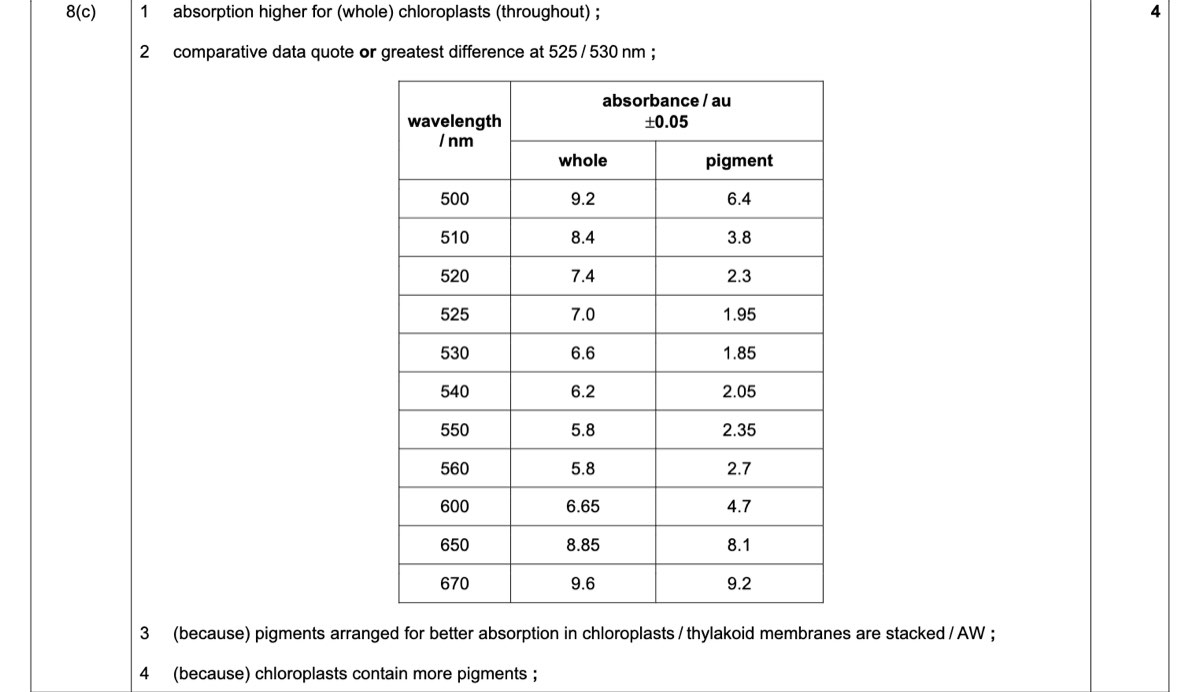 8(c) 1 absorption higher for (whole) chloroplasts (throughout) ; 4
2 comparative data quote or greatest difference at 525 / 530 nm ;
wavelength / nm absorbance / au ±0.05
whole pigment
500 9.2 6.4
510 8.4 3.8
520 7.4 2.3
525 7.0 1.95
530 6.6 1.85
540 6.2 2.05
550 5.8 2.35
560 5.8 2.7
600 6.65 4.7
650 8.85 8.1
670 9.6 9.2
3 (because) pigments arranged for better absorption in chloroplasts / thylakoid membranes are stacked / AW ;
4 (because) chloroplasts contain more pigments ;